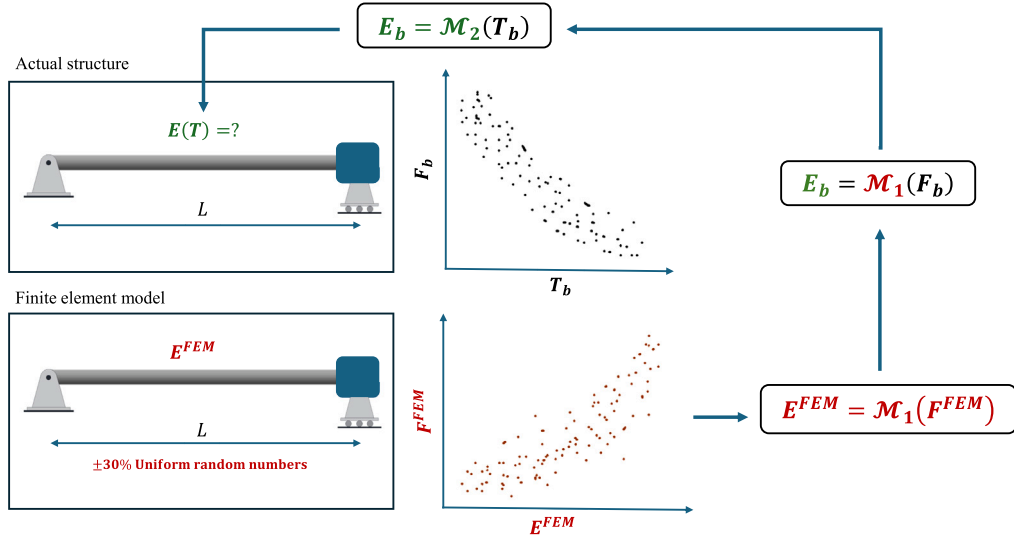 E_b = ℳ_2(T_b)
Actual structure
E(T) =?
L
F_b
T_b
E_b = ℳ_1(F_b)
Finite element model
E^{FEM}
L
±30% Uniform random numbers
F^{FEM}
E^{FEM}
E^{FEM} = ℳ_1(F^{FEM})